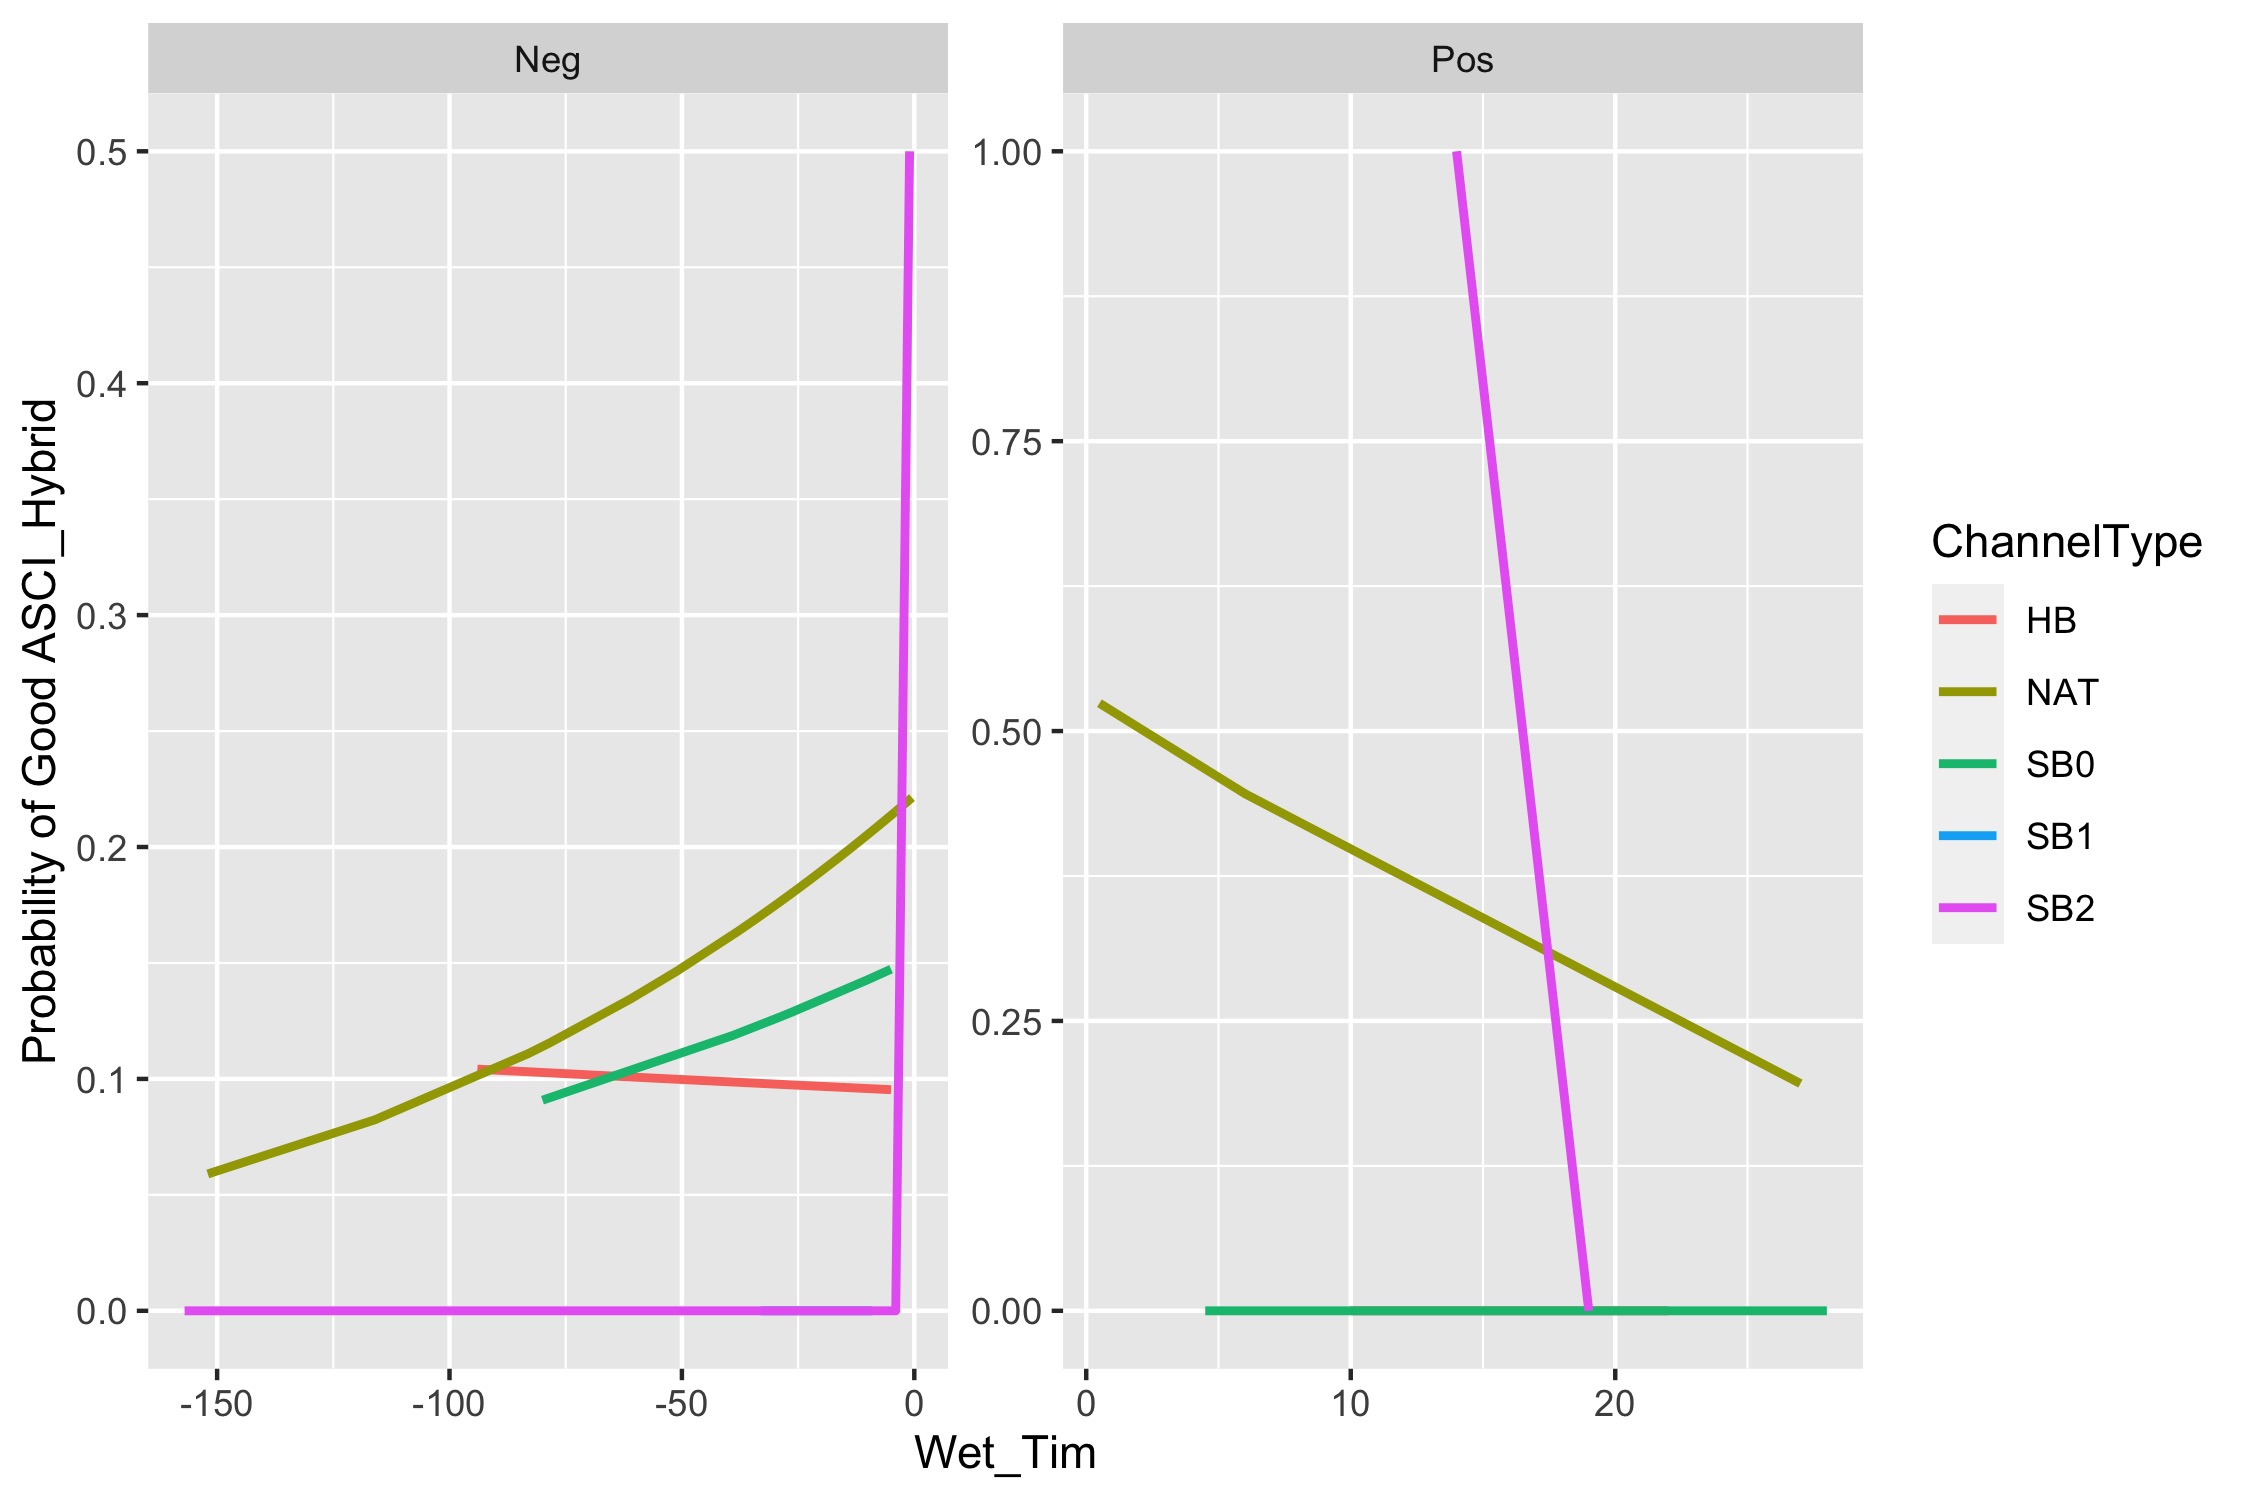 Neg
Pos
Probability of Good ASCI_Hybrid
0.5
0.4
0.3
0.2
0.1
0.0
1.00
0.75
0.50
0.25
0.00
-150 -100 -50 0
0 10 20
Wet_Tim
ChannelType
HB
NAT
SB0
SB1
SB2